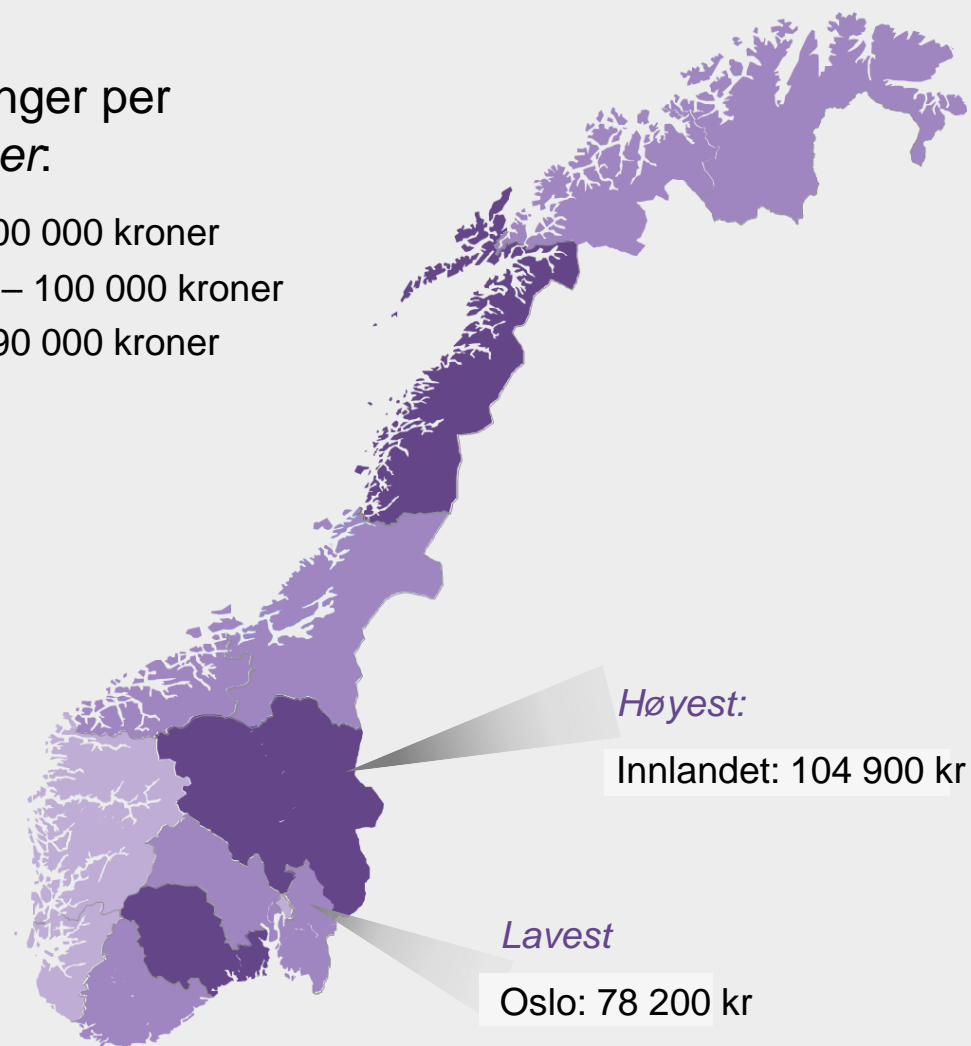 nger per
er:
00 000 kroner
– 100 000 kroner
90 000 kroner
Høyest:
Innlandet: 104 900 kr
Lavest
Oslo: 78 200 kr